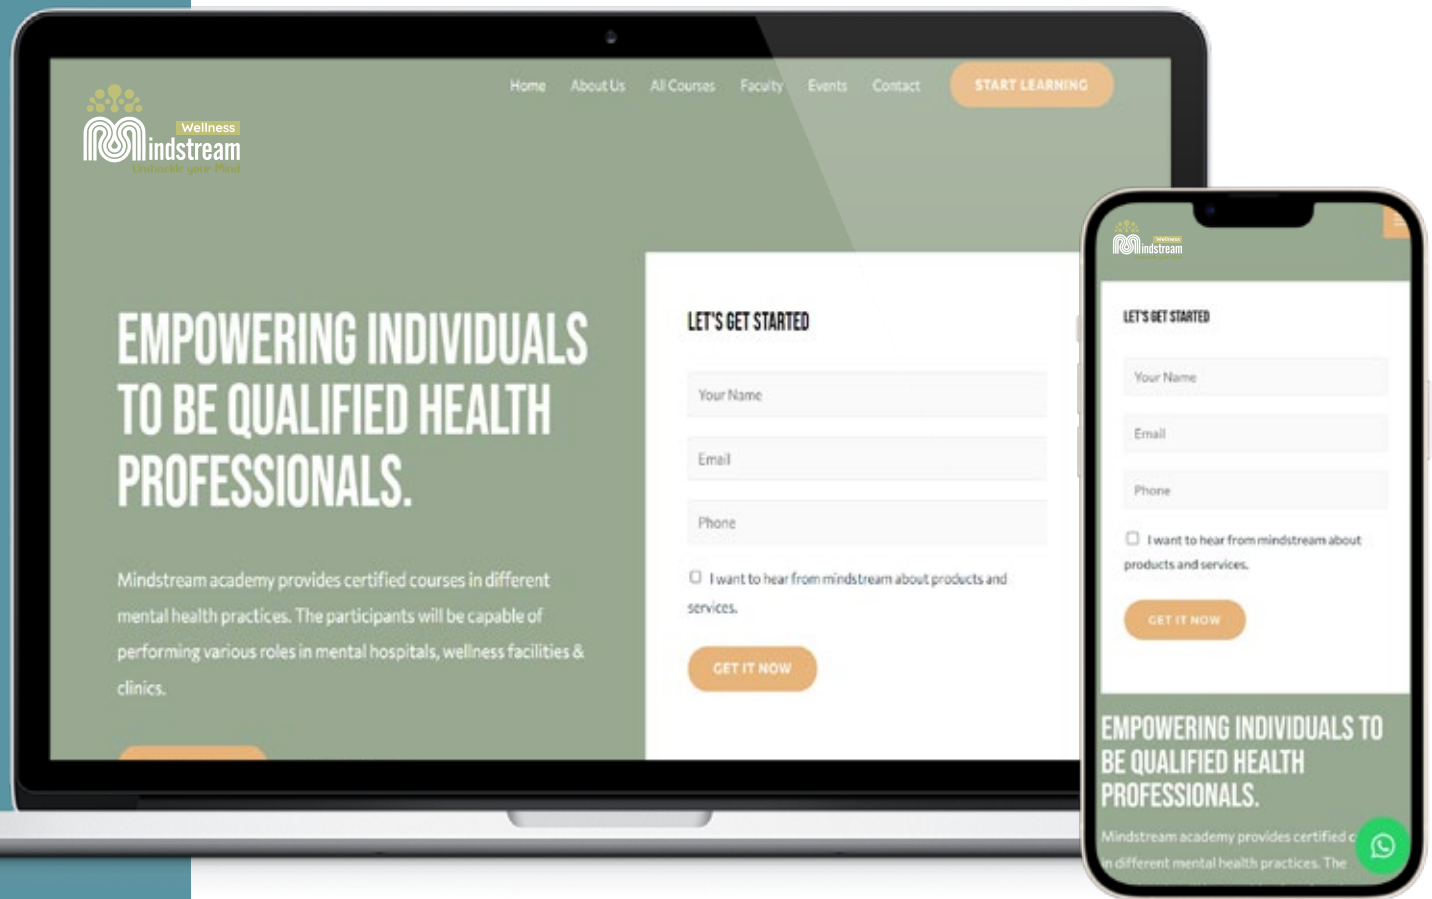 Home About Us All Courses Faculty Events Contact START LEARNING
Wellness
Mindstream
Unshackle your Mind
EMPOWERING INDIVIDUALS
TO BE QUALIFIED HEALTH
PROFESSIONALS.
Mindstream academy provides certified courses in different
mental health practices. The participants will be capable of
performing various roles in mental hospitals, wellness facilities &
clinics.
LET'S GET STARTED
Your Name
Email
Phone
I want to hear from mindstream about products and
services.
GET IT NOW
Wellness
Mindstream
LET'S GET STARTED
Your Name
Email
Phone
I want to hear from mindstream about
products and services.
GET IT NOW
EMPOWERING INDIVIDUALS TO
BE QUALIFIED HEALTH
PROFESSIONALS.
Mindstream academy provides certified
in different mental health practices. The